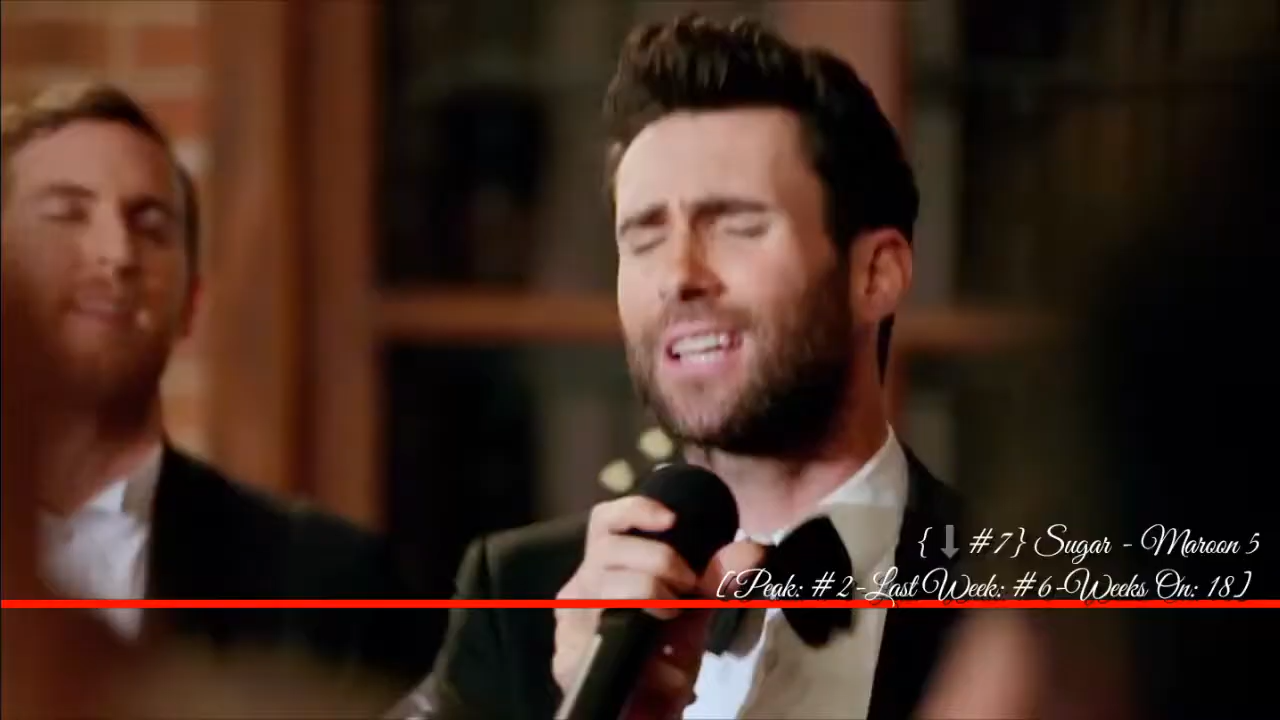 {⬇#7} Sugar - Maroon 5
[Peak: #2-Last Week: #6-Weeks On: 18]